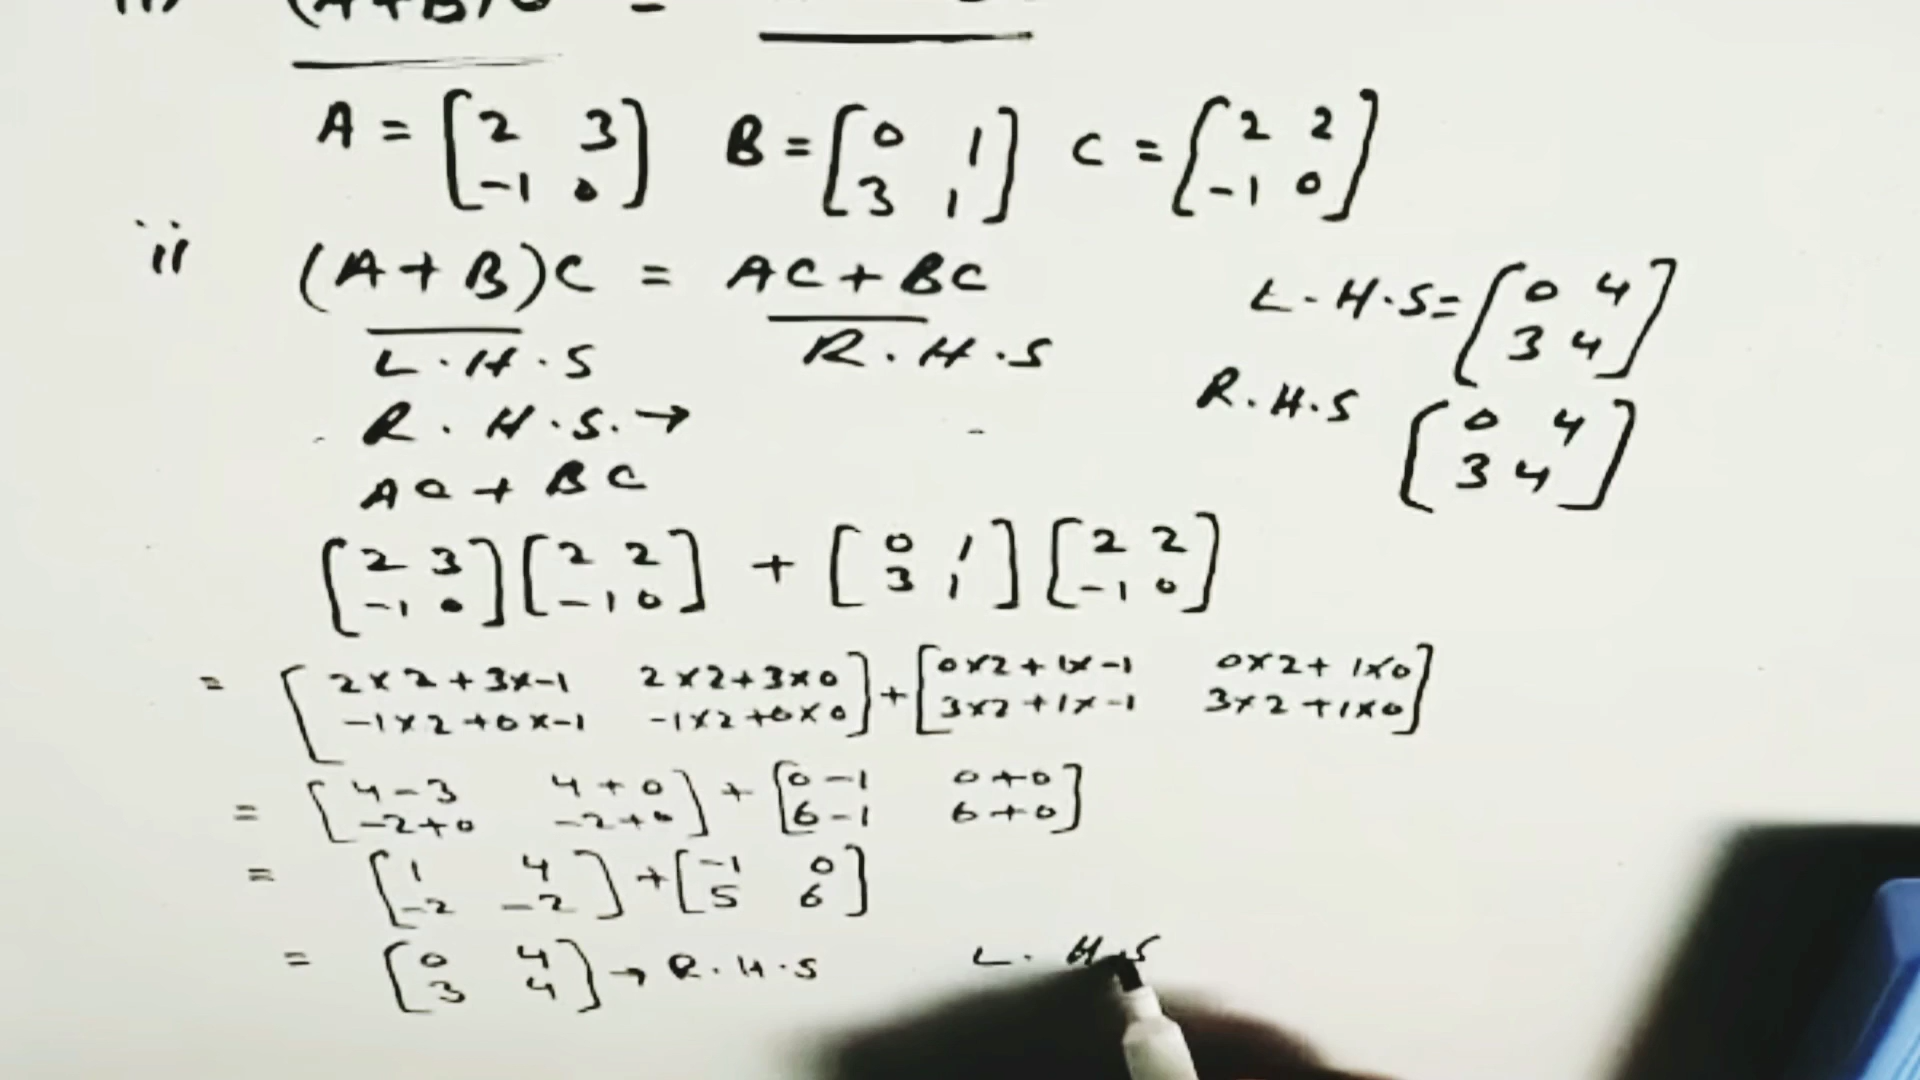 (A+B)C =
A = [2 3 B = [0 1 C = [2 2
-1 0] 3 1] -1 0]
ii (A+B)C = AC + BC
L.H.S R.H.S
L.H.S = [0 4
3 4]
R.H.S [0 4
3 4]
R.H.S. →
AC + BC
[2 3 [2 2 + [0 1 [2 2
-1 0] -1 0] 3 1] -1 0]
= [2×2+3×-1 2×2+3×0 + [0×2+1×-1 0×2+1×0
-1×2+0×-1 -1×2+0×0] 3×2+1×-1 3×2+1×0]
= [4-3 4+0 + [0-1 0+0
-2+0 -2+0] 6-1 6+0]
= [1 4 + [-1 0
-2 -2] 5 6]
= [0 4 → R.H.S L.H.S
3 4]